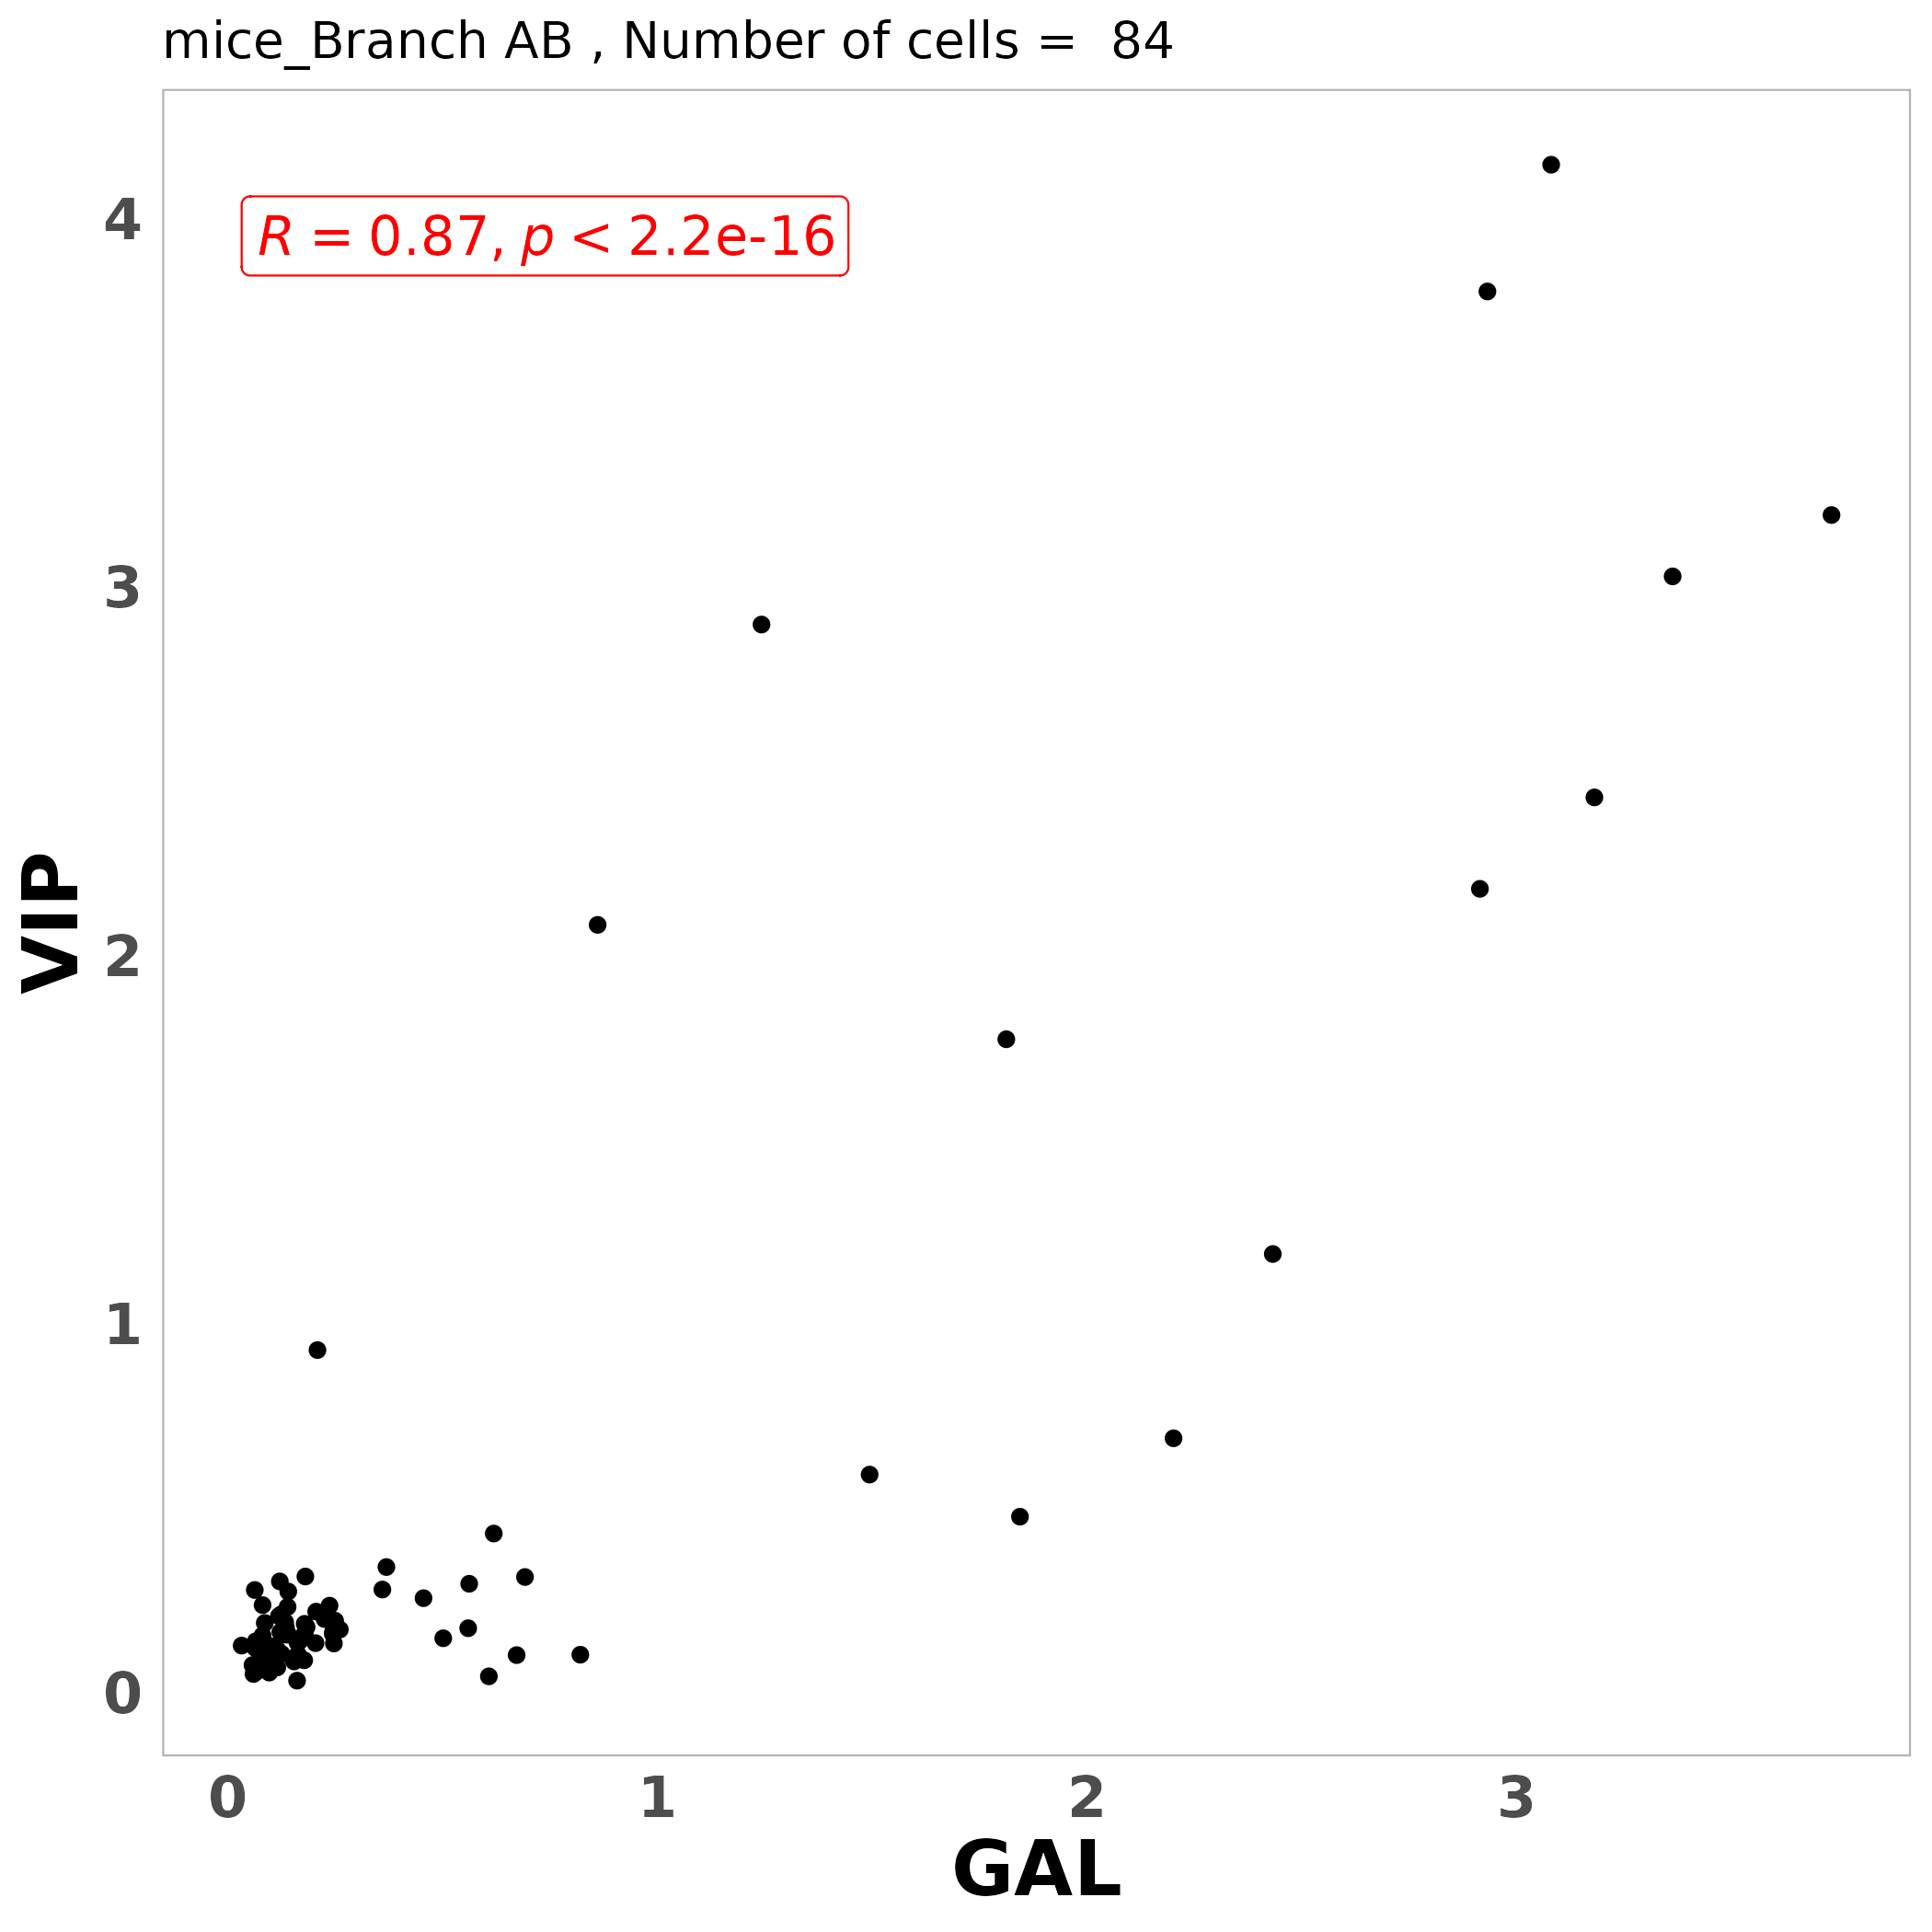 mice_Branch AB , Number of cells =  84
R = 0.87, p < 2.2e-16
4
3
2
1
0
VIP
0 1 2 3
GAL